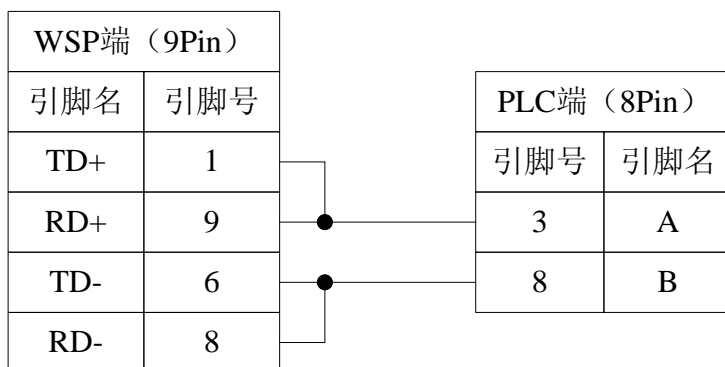 WSP端（9Pin）
引脚名 引脚号
TD+ 1
RD+ 9
TD- 6
RD- 8
PLC端（8Pin）
引脚号 引脚名
3 A
8 B